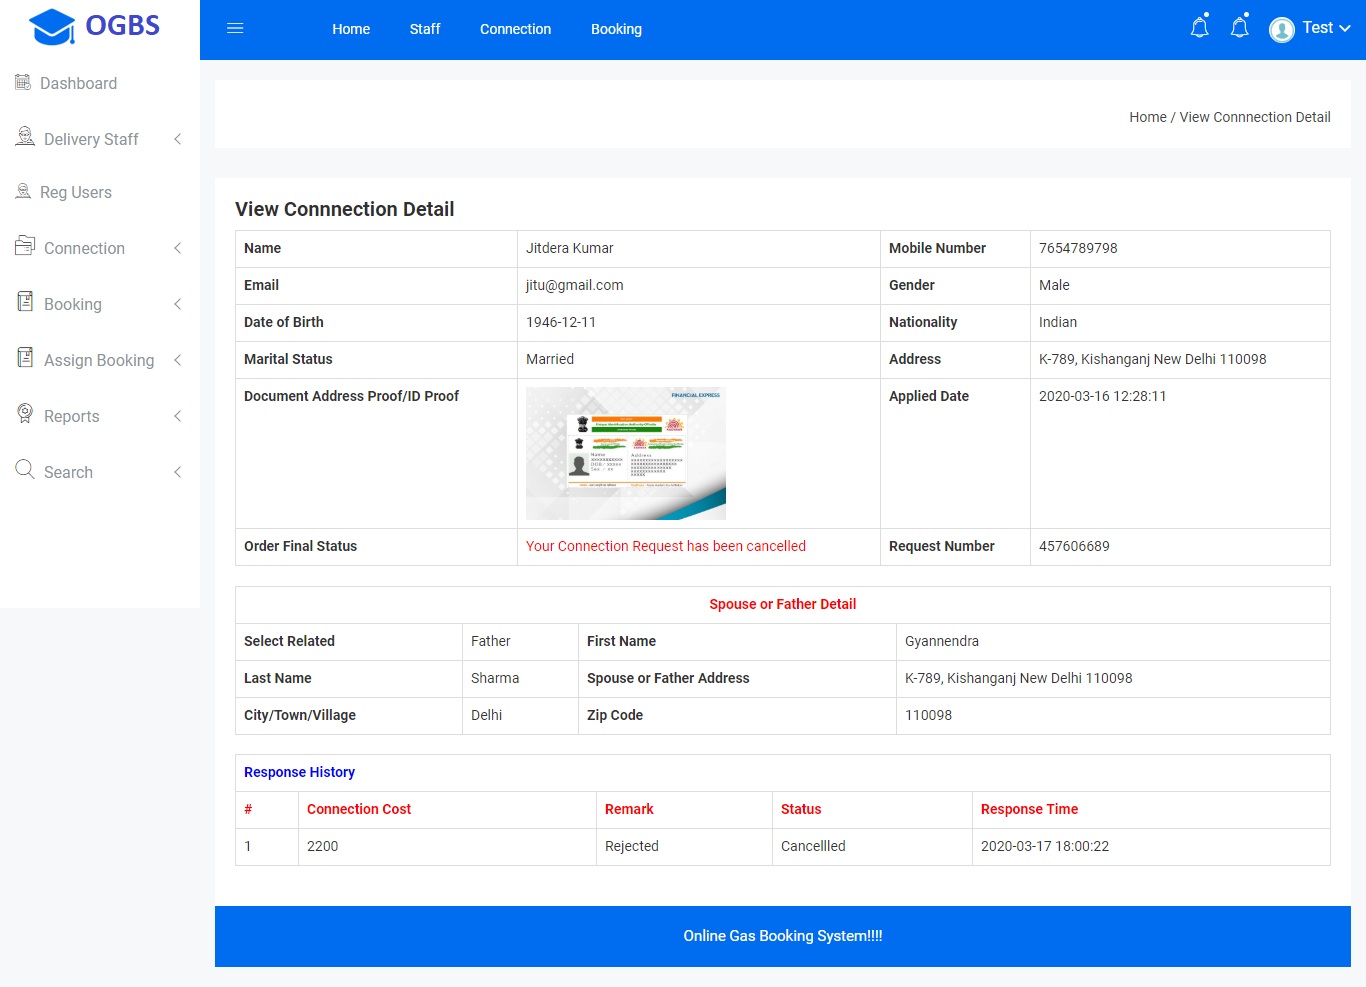 OGBS
Home Staff Connection Booking Test
Dashboard
Delivery Staff
Reg Users
Connection
Booking
Assign Booking
Reports
Search
Home / View Connnection Detail
View Connnection Detail
Name Jitdera Kumar Mobile Number 7654789798
Email jitu@gmail.com Gender Male
Date of Birth 1946-12-11 Nationality Indian
Marital Status Married Address K-789, Kishanganj New Delhi 110098
Document Address Proof/ID Proof Applied Date 2020-03-16 12:28:11
FINANCIAL EXPRESS
Name
Address
Order Final Status Your Connection Request has been cancelled Request Number 457606689
Spouse or Father Detail
Select Related Father First Name Gyannendra
Last Name Sharma Spouse or Father Address K-789, Kishanganj New Delhi 110098
City/Town/Village Delhi Zip Code 110098
Response History
# Connection Cost Remark Status Response Time
1 2200 Rejected Cancellled 2020-03-17 18:00:22
Online Gas Booking System!!!!